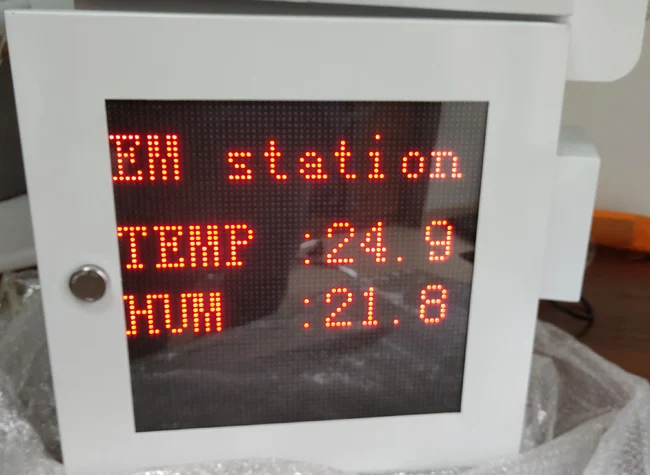 EM station
TEMP :24.9
HUM :21.8